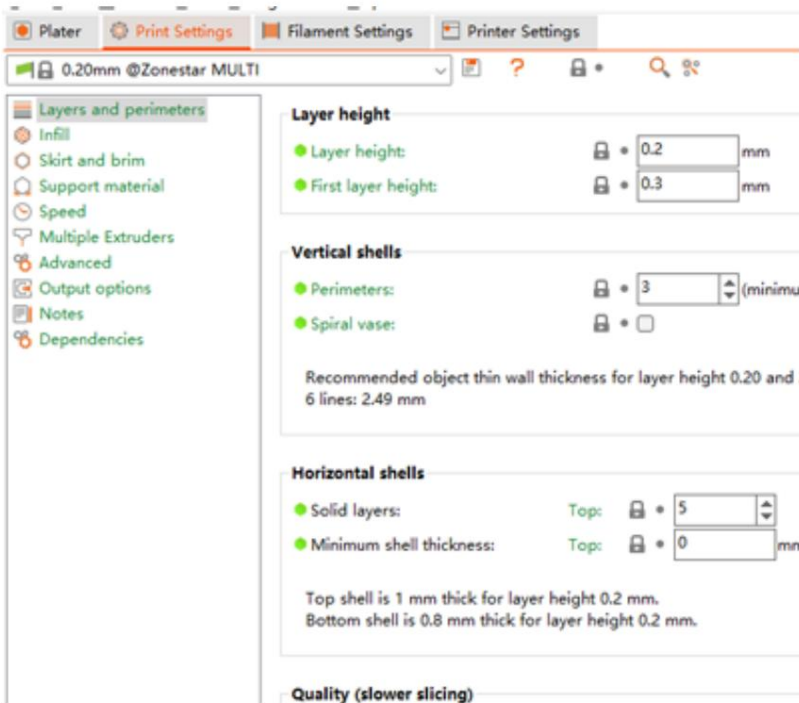 Plater Print Settings Filament Settings Printer Settings
0.20mm @Zonestar MULTI
Layers and perimeters
Infill
Skirt and brim
Support material
Speed
Multiple Extruders
Advanced
Output options
Notes
Dependencies
Layer height
Layer height: 0.2 mm
First layer height: 0.3 mm
Vertical shells
Perimeters: 3 (minimu
Spiral vase:
Recommended object thin wall thickness for layer height 0.20 and
6 lines: 2.49 mm
Horizontal shells
Solid layers: Top: 5
Minimum shell thickness: Top: 0 mm
Top shell is 1 mm thick for layer height 0.2 mm.
Bottom shell is 0.8 mm thick for layer height 0.2 mm.
Quality (slower slicing)